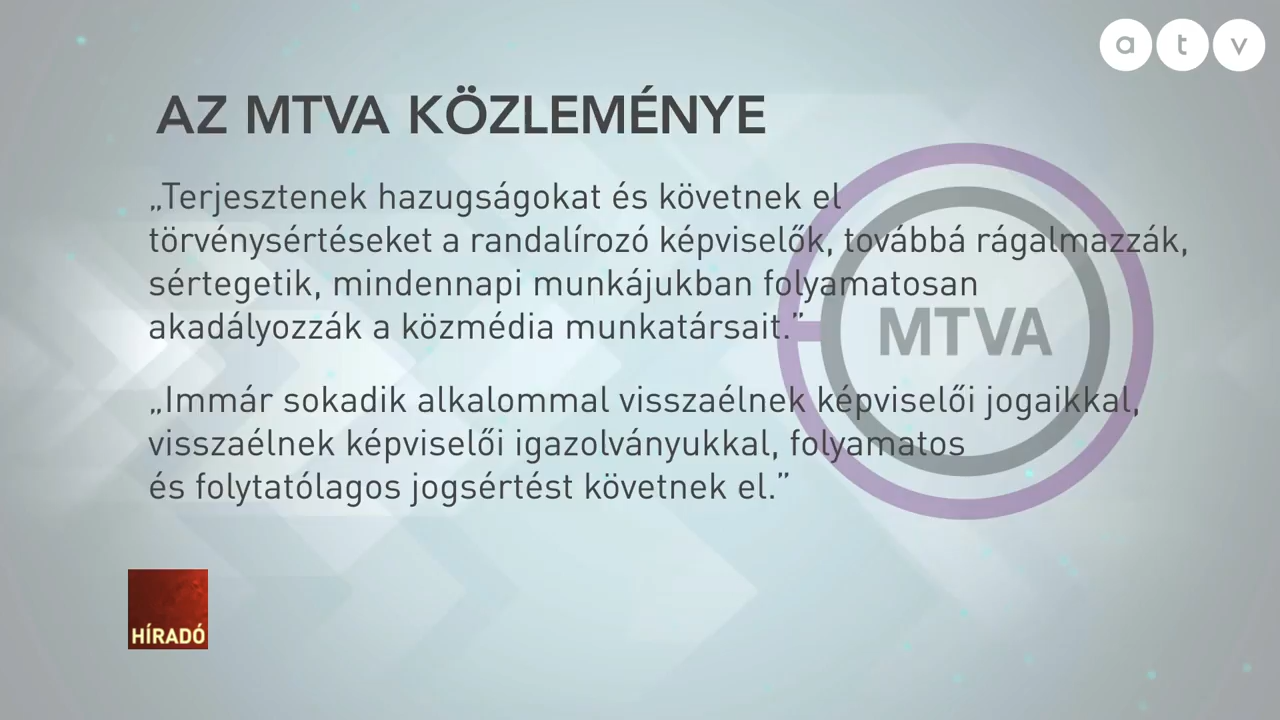 a t v
AZ MTVA KÖZLEMÉNYE
„Terjesztenek hazugságokat és követnek el
törvénysértéseket a randalírozó képviselők, továbbá rágalmazzák,
sértegetik, mindennapi munkájukban folyamatosan
akadályozzák a közmédia munkatársait.”
MTVA
„Immár sokadik alkalommal visszaélnek képviselői jogaikkal,
visszaélnek képviselői igazolványukkal, folyamatos
és folytatólagos jogsértést követnek el.”
HÍRADÓ